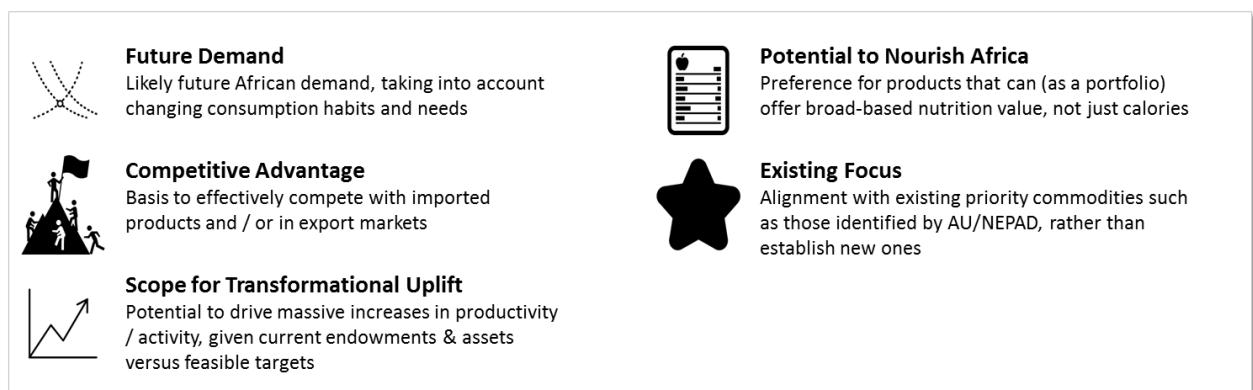 Future Demand
Likely future African demand, taking into account
changing consumption habits and needs
Competitive Advantage
Basis to effectively compete with imported
products and / or in export markets
Scope for Transformational Uplift
Potential to drive massive increases in productivity
/ activity, given current endowments & assets
versus feasible targets
Potential to Nourish Africa
Preference for products that can (as a portfolio)
offer broad-based nutrition value, not just calories
Existing Focus
Alignment with existing priority commodities such
as those identified by AU/NEPAD, rather than
establish new ones